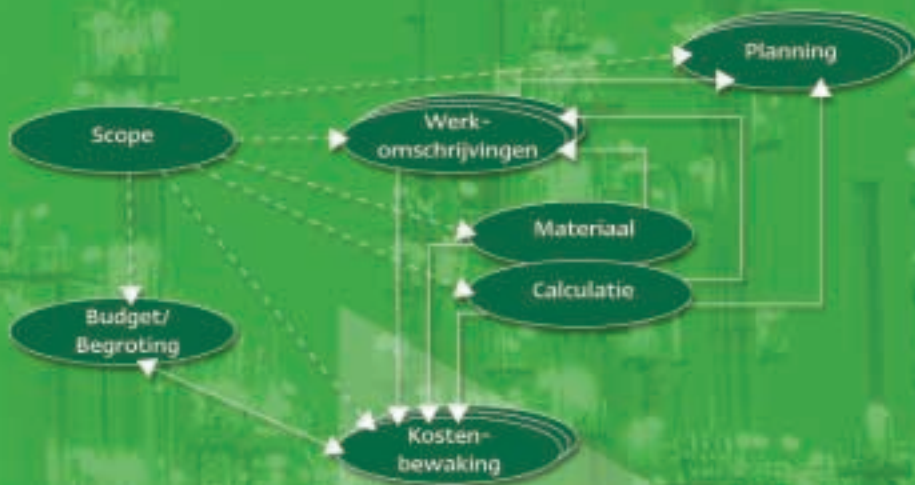 Planning
Scope
Werk-
omschrijvingen
Materiaal
Calculatie
Budget/
Begroting
Kosten-
bewaking